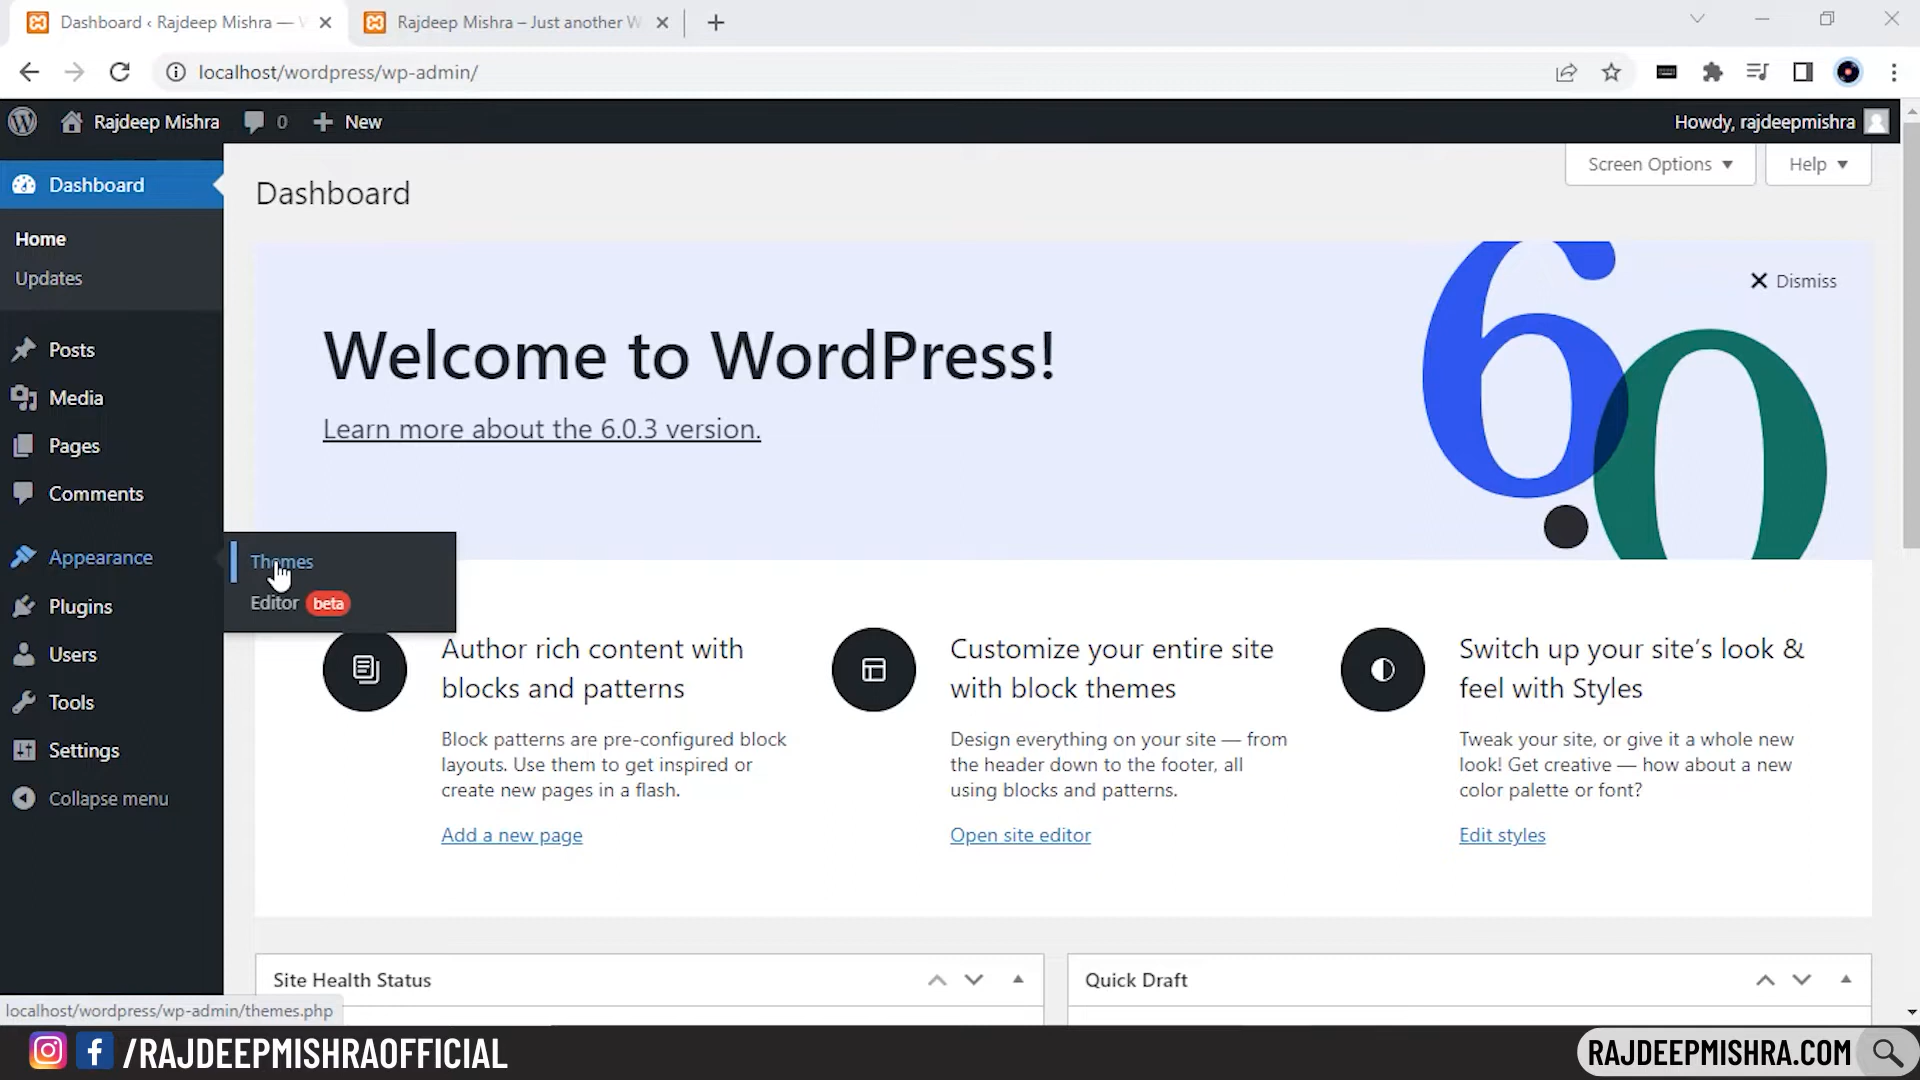 Dashboard ‹ Rajdeep Mishra —
Rajdeep Mishra – Just another W
localhost/wordpress/wp-admin/
Rajdeep Mishra
0
New
Howdy, rajdeepmishra
Dashboard
Home
Updates
Posts
Media
Pages
Comments
Appearance
Plugins
Users
Tools
Settings
Collapse menu
Themes
Editor beta
Screen Options
Help
Dashboard
Dismiss
Welcome to WordPress!
Learn more about the 6.0.3 version.
6.0
Author rich content with
blocks and patterns
Block patterns are pre-configured block
layouts. Use them to get inspired or
create new pages in a flash.
Add a new page
Customize your entire site
with block themes
Design everything on your site — from
the header down to the footer, all
using blocks and patterns.
Open site editor
Switch up your site’s look &
feel with Styles
Tweak your site, or give it a whole new
look! Get creative — how about a new
color palette or font?
Edit styles
Site Health Status
Quick Draft
localhost/wordpress/wp-admin/themes.php
/RAJDEEPMISHRAOFFICIAL
RAJDEEPMISHRA.COM